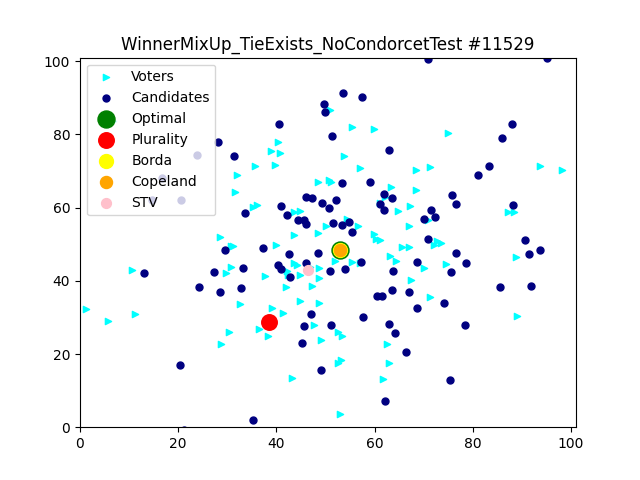 WinnerMixUp_TieExists_NoCondorcetTest #11529
100
80
60
40
20
0
0
20
40
60
80
100
Voters
Candidates
Optimal
Plurality
Borda
Copeland
STV